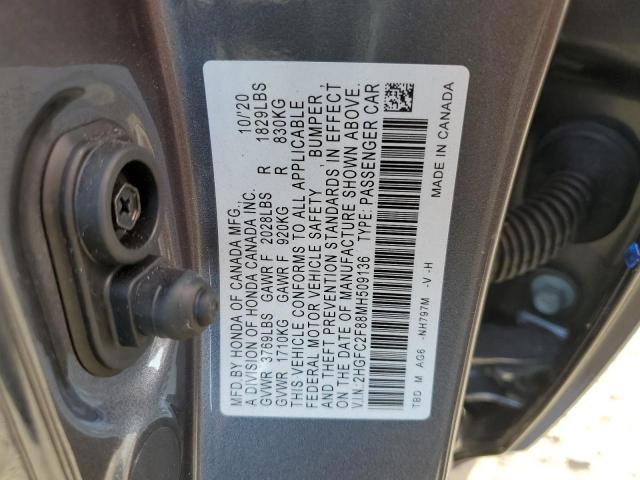 MFD.BY HONDA OF CANADA MFG., 10/'20
A DIVISION OF HONDA CANADA INC.
GVWR 3769LBS GAWR F 2028LBS R 1829LBS
GVWR 1710KG GAWR F 920KG R 830KG
THIS VEHICLE CONFORMS TO ALL APPLICABLE
FEDERAL MOTOR VEHICLE SAFETY, BUMPER,
AND THEFT PREVENTION STANDARDS IN EFFECT
ON THE DATE OF MANUFACTURE SHOWN ABOVE.
V.I.N: 2HGFC2F88MH509136 TYPE: PASSENGER CAR
TBD M AG6 -NH797M -V -H MADE IN CANADA